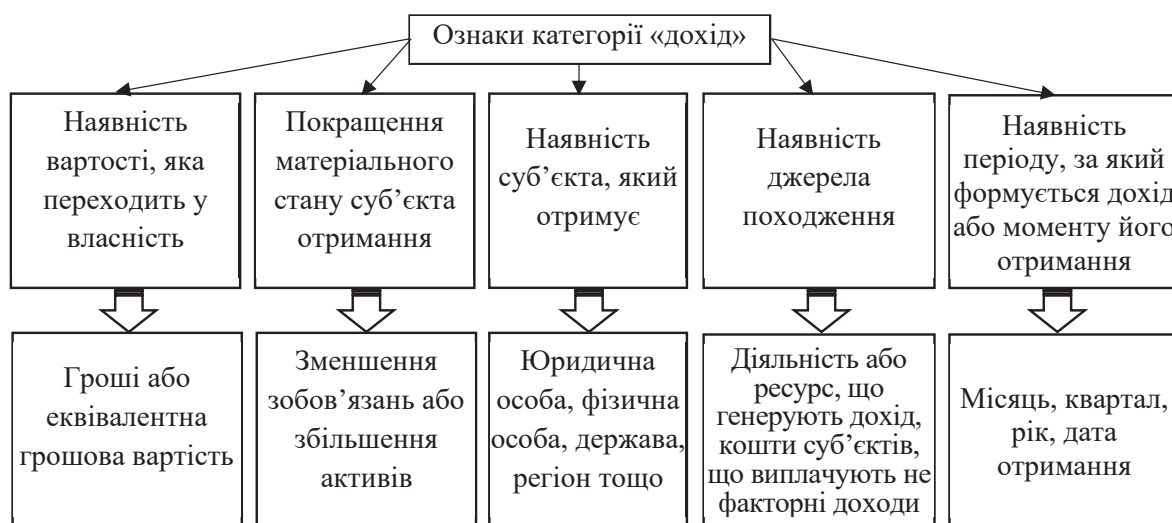 Ознаки категорії «дохід»
Наявність
вартості, яка
переходить у
власність
Покращення
матеріального
стану суб’єкта
отримання
Наявність
суб’єкта, який
отримує
Наявність
джерела
походження
Наявність
періоду, за який
формується дохід
або моменту його
отримання
Гроші або
еквівалентна
грошова вартість
Зменшення
зобов’язань або
збільшення
активів
Юридична
особа, фізична
особа, держава,
регіон тощо
Діяльність або
ресурс, що
генерують дохід,
кошти суб’єктів,
що виплачують не
факторні доходи
Місяць, квартал,
рік, дата
отримання